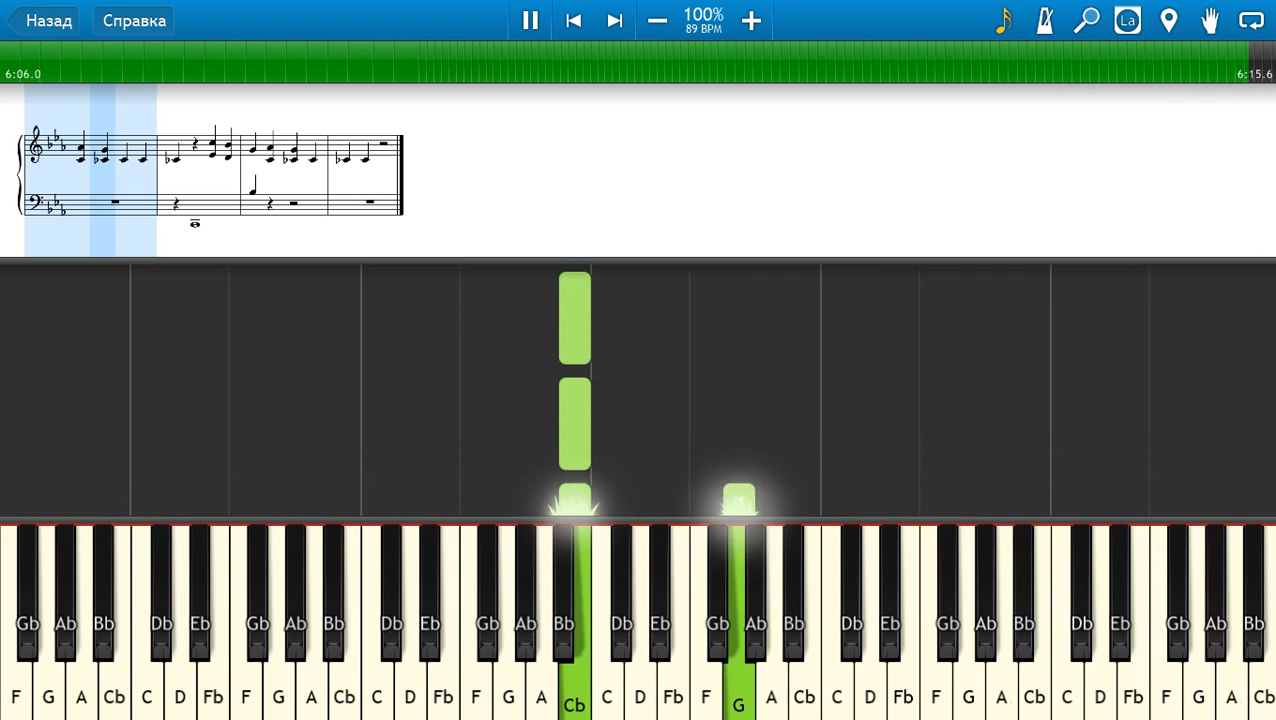 Назад Справка 100% La
89 BPM
6:06.0 6:15.6
Gb Ab Bb Db Eb Gb Ab Bb Db Eb Gb Ab Bb Db Eb Gb Ab Bb Db Eb Gb Ab Bb Db Eb Gb Ab Bb
F G A Cb C D Fb F G A Cb C D Fb F G A Cb C D Fb F G A Cb C D Fb F G A Cb C D Fb F G A Cb